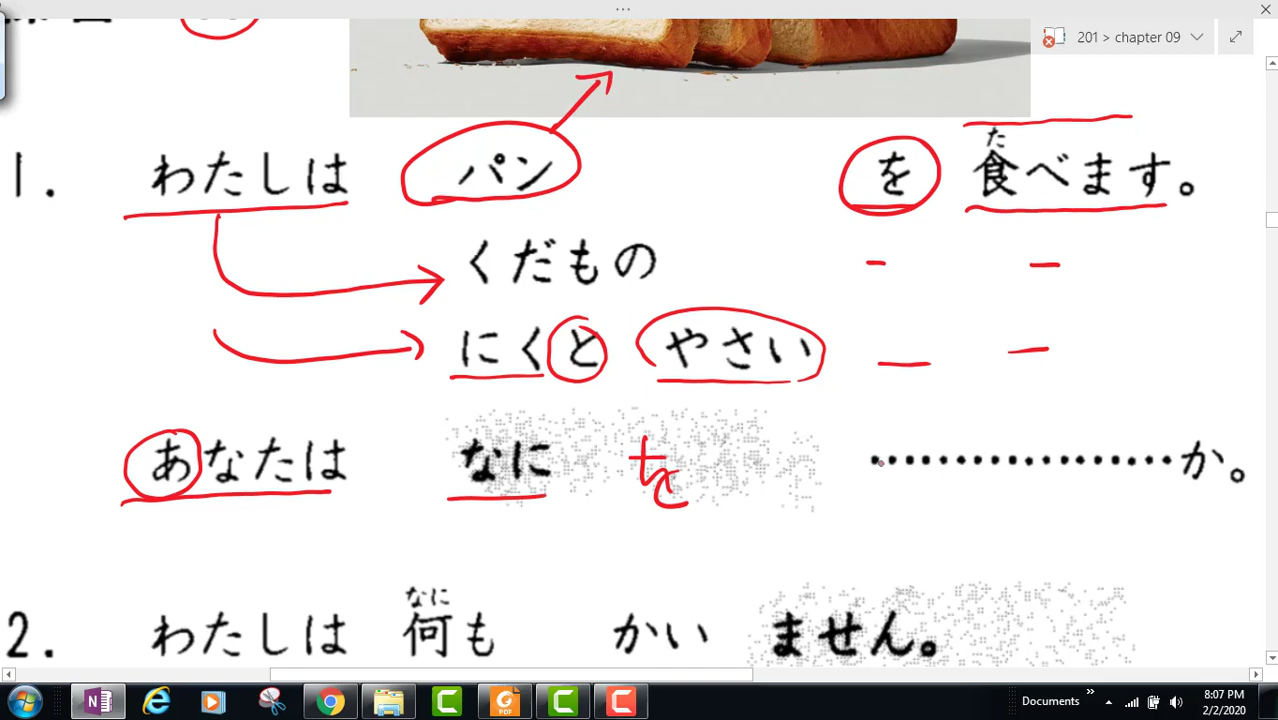 201 > chapter 09
た
1. わたしは パン を 食べます。
くだもの - -
にくと やさい — —
あなたは なに を ..................か。
なに
2. わたしは 何も かい ません。
Documents
8:07 PM
2/2/2020